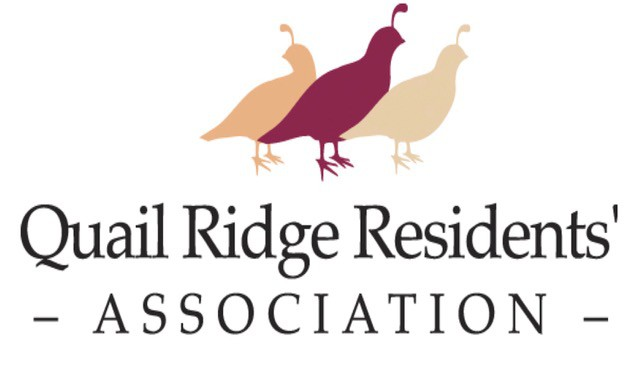 Quail Ridge Residents'
– ASSOCIATION –